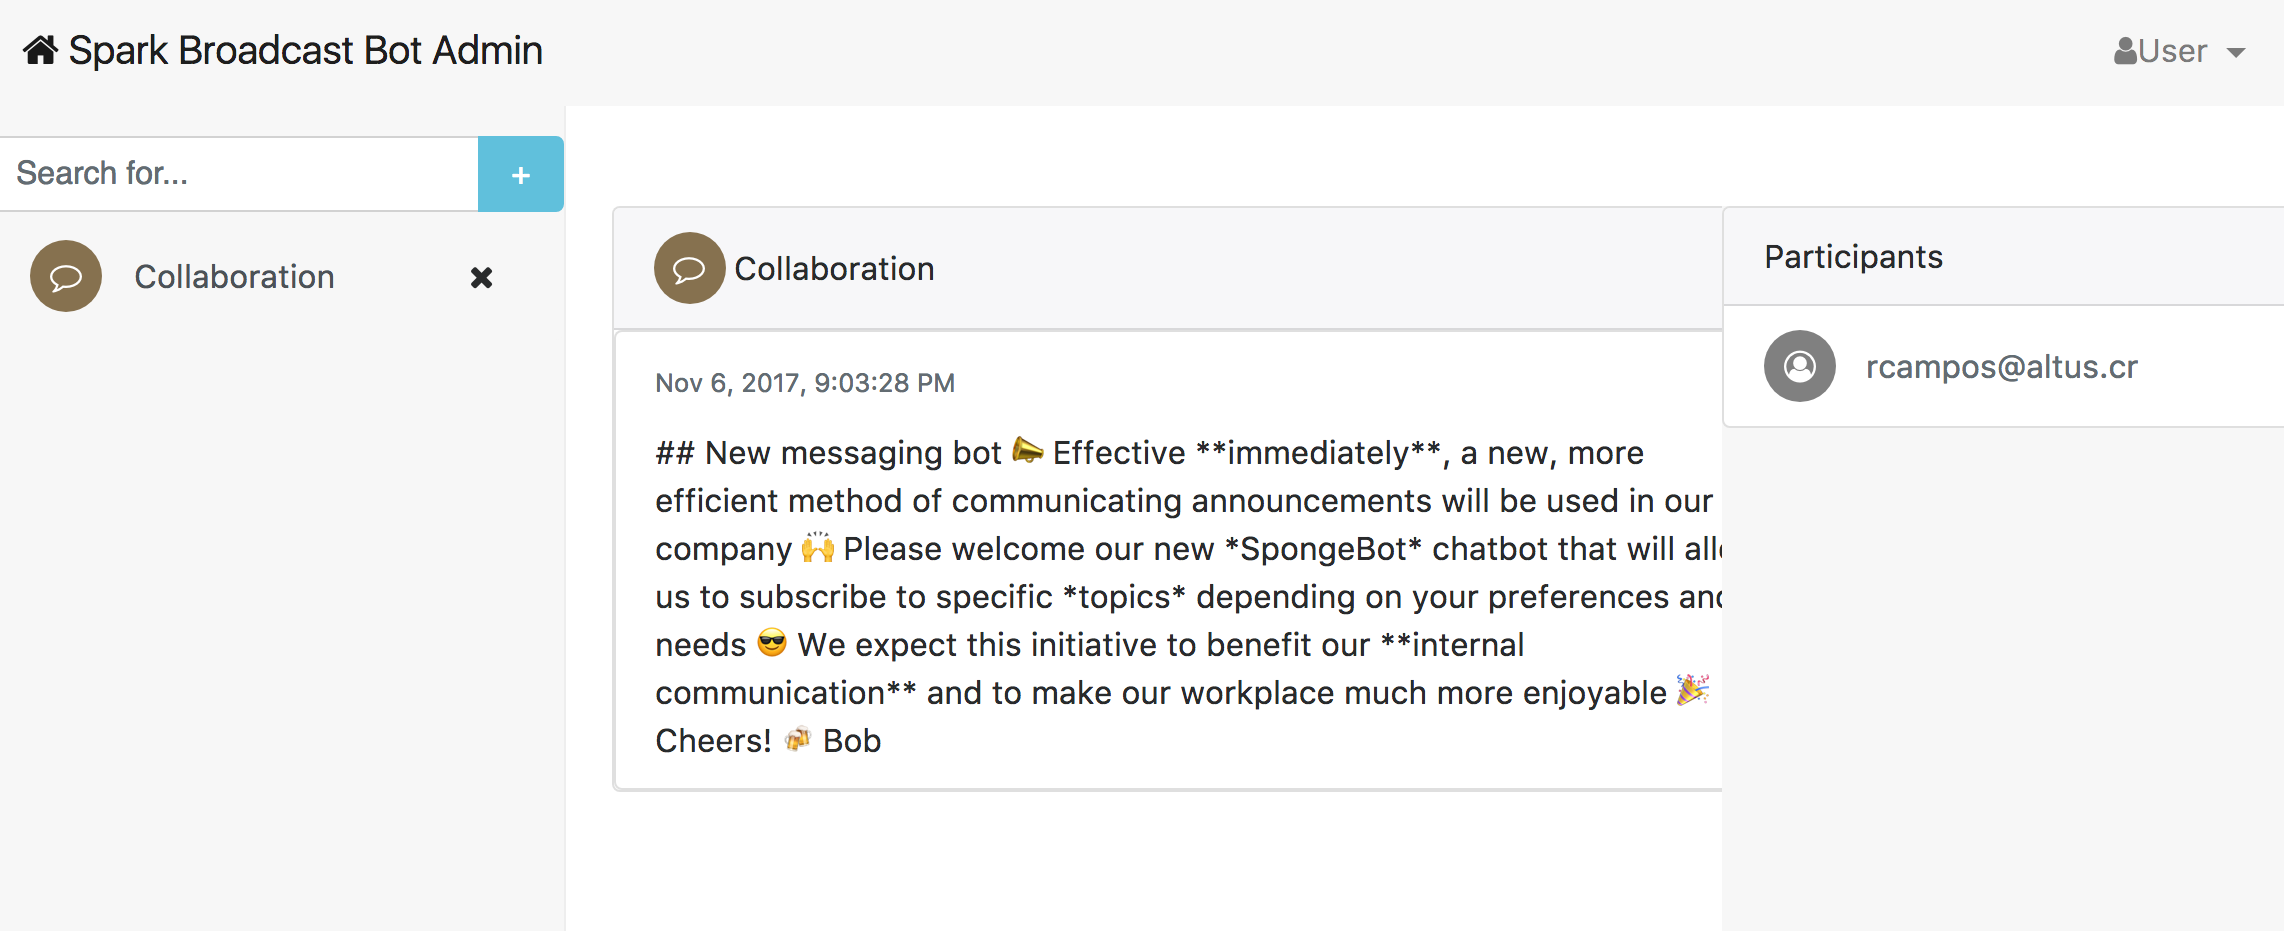 Spark Broadcast Bot Admin
User
Search for...
+
Collaboration
Collaboration
Nov 6, 2017, 9:03:28 PM
## New messaging bot 📣 Effective **immediately**, a new, more
efficient method of communicating announcements will be used in our
company 🙌 Please welcome our new *SpongeBot* chatbot that will
us to subscribe to specific *topics* depending on your preferences
needs 😎 We expect this initiative to benefit our **internal
communication** and to make our workplace much more enjoyable 🎉
Cheers! 🍻 Bob
Participants
rcampos@altus.cr